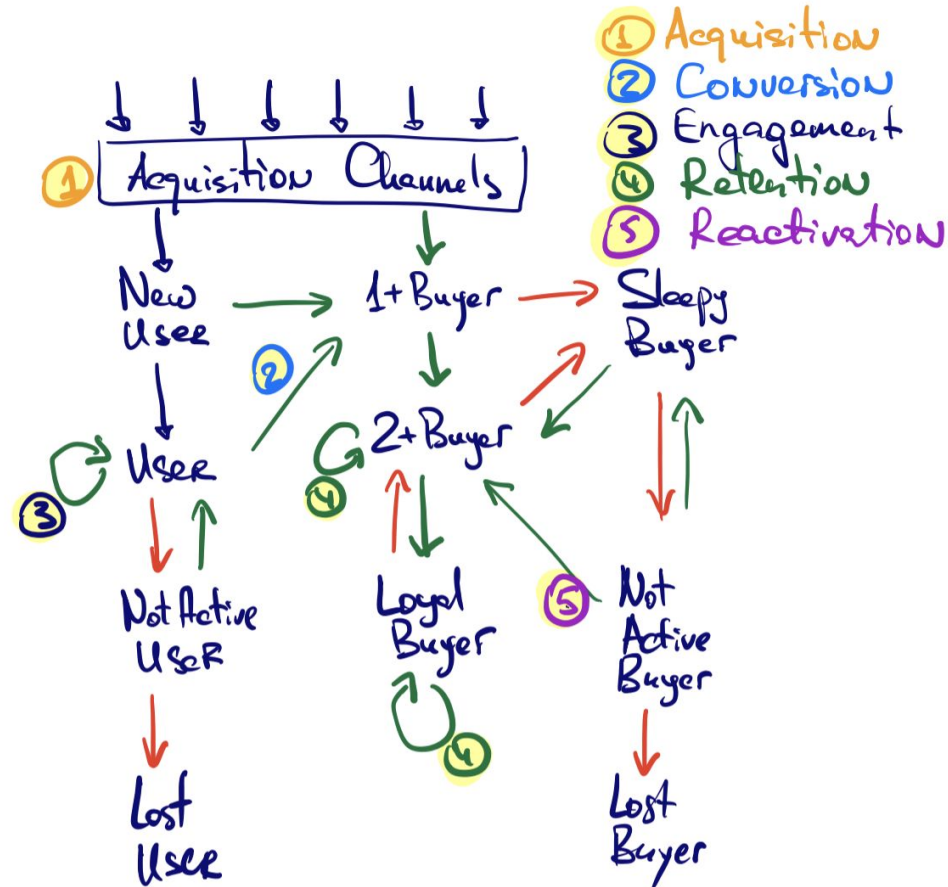 1 Acquisition
2 Conversion
3 Engagement
4 Retention
5 Reactivation
1 Acquisition Channels
New
User
1+Buyer
Sleepy
Buyer
2
2+Buyer
User
3
4
Not Active
User
Loyal
Buyer
5
Not
Active
Buyer
4
Lost
User
Lost
Buyer